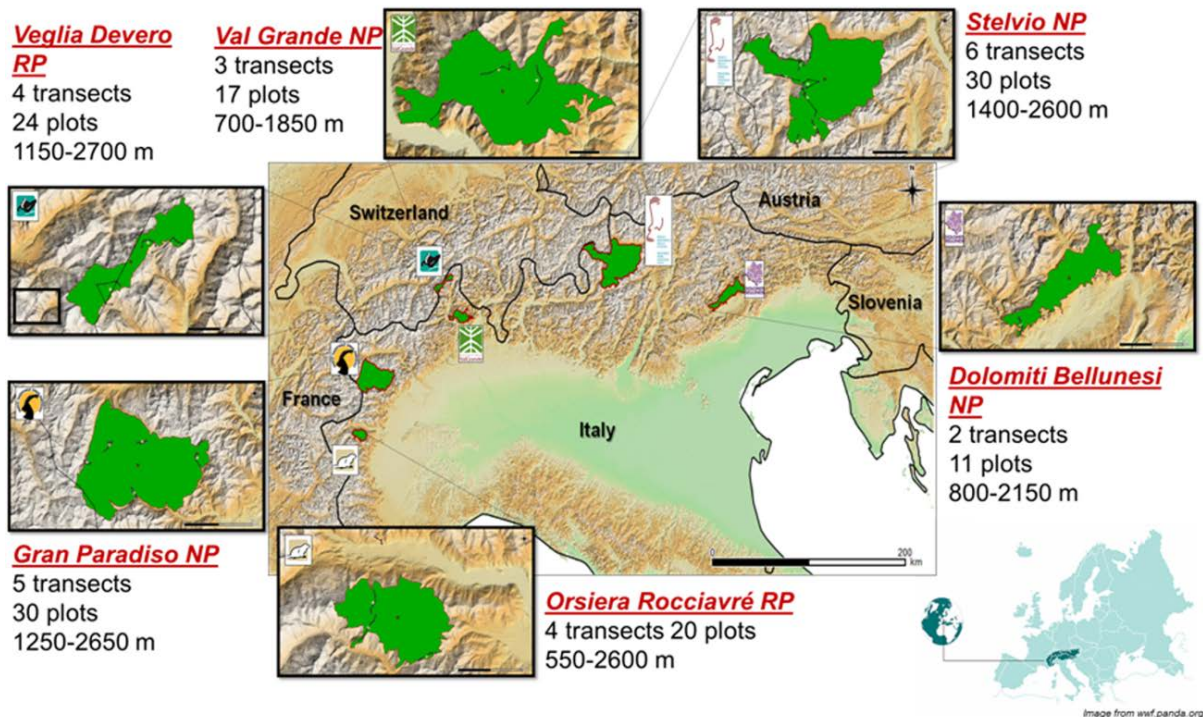 Veglia Devero
RP
4 transects
24 plots
1150-2700 m
Val Grande NP
3 transects
17 plots
700-1850 m
Stelvio NP
6 transects
30 plots
1400-2600 m
Switzerland
Austria
Slovenia
France
Italy
0
200
km
Dolomiti Bellunesi
NP
2 transects
11 plots
800-2150 m
Gran Paradiso NP
5 transects
30 plots
1250-2650 m
Orsiera Rocciavré RP
4 transects 20 plots
550-2600 m
Image from wwf.panda.org